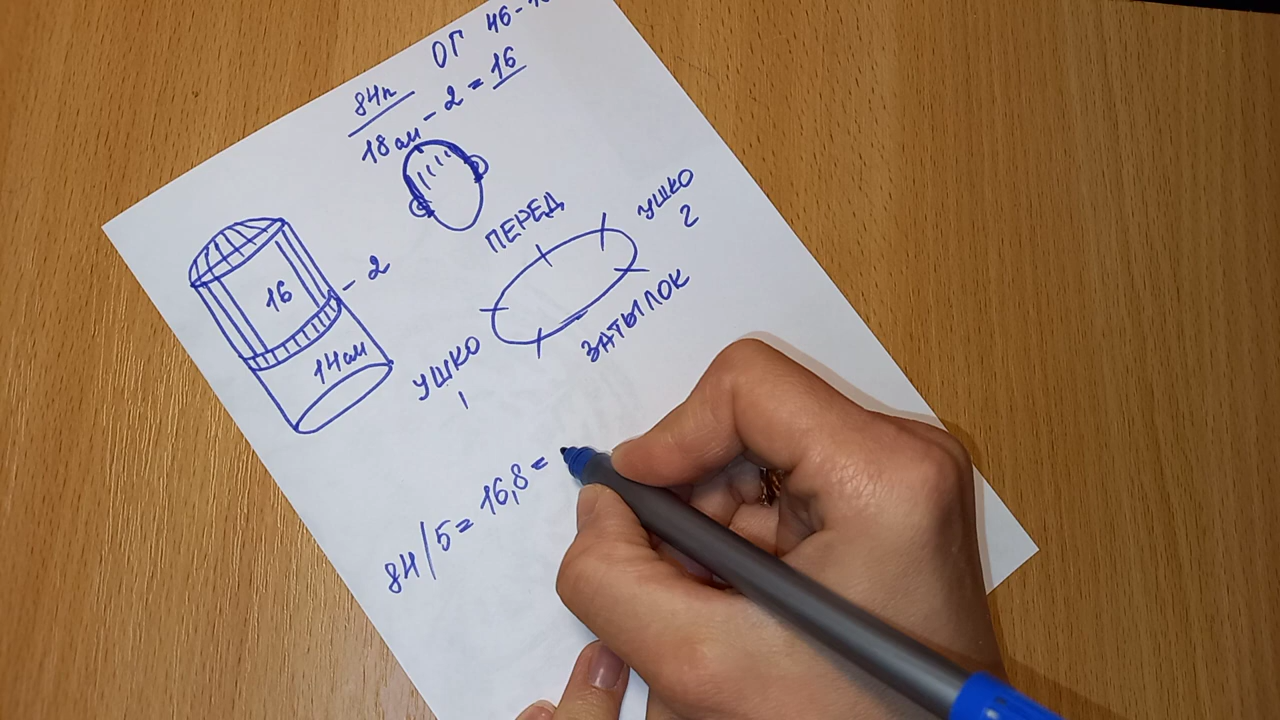 ОГ 46-
84п
18см - 2 = 16
ПЕРЕД
УШКО
2
16
- 2
ЗАТЫЛОК
14см
УШКО
1
84/5 = 16,8 =